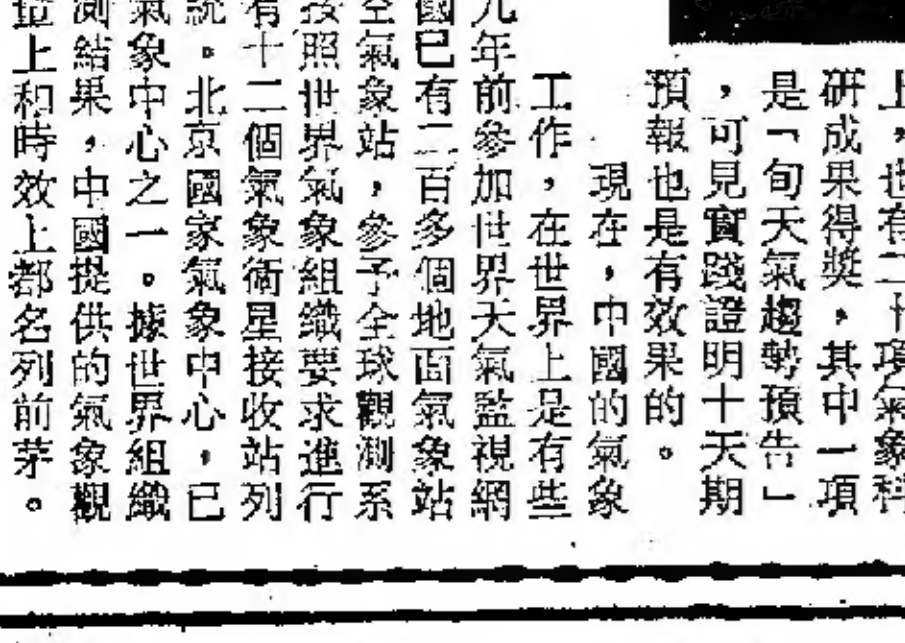 上，也有二十項氣象科
研成果得獎，其中一項
是「旬天氣趨勢預告」
，可見實踐證明十天期
預報也是有效果的。
現在，中國的氣象
工作，在世界上是有些
九年前參加世界天氣監視網
國已有二百多個地面氣象站
空氣象站，參予全球觀測系
按照世界氣象組織要求進行
有十二個氣象衛星接收站列
統。北京國家氣象中心，已
氣象中心之一。據世界組織
測結果，中國提供的氣象觀
量上和時效上都名列前茅。